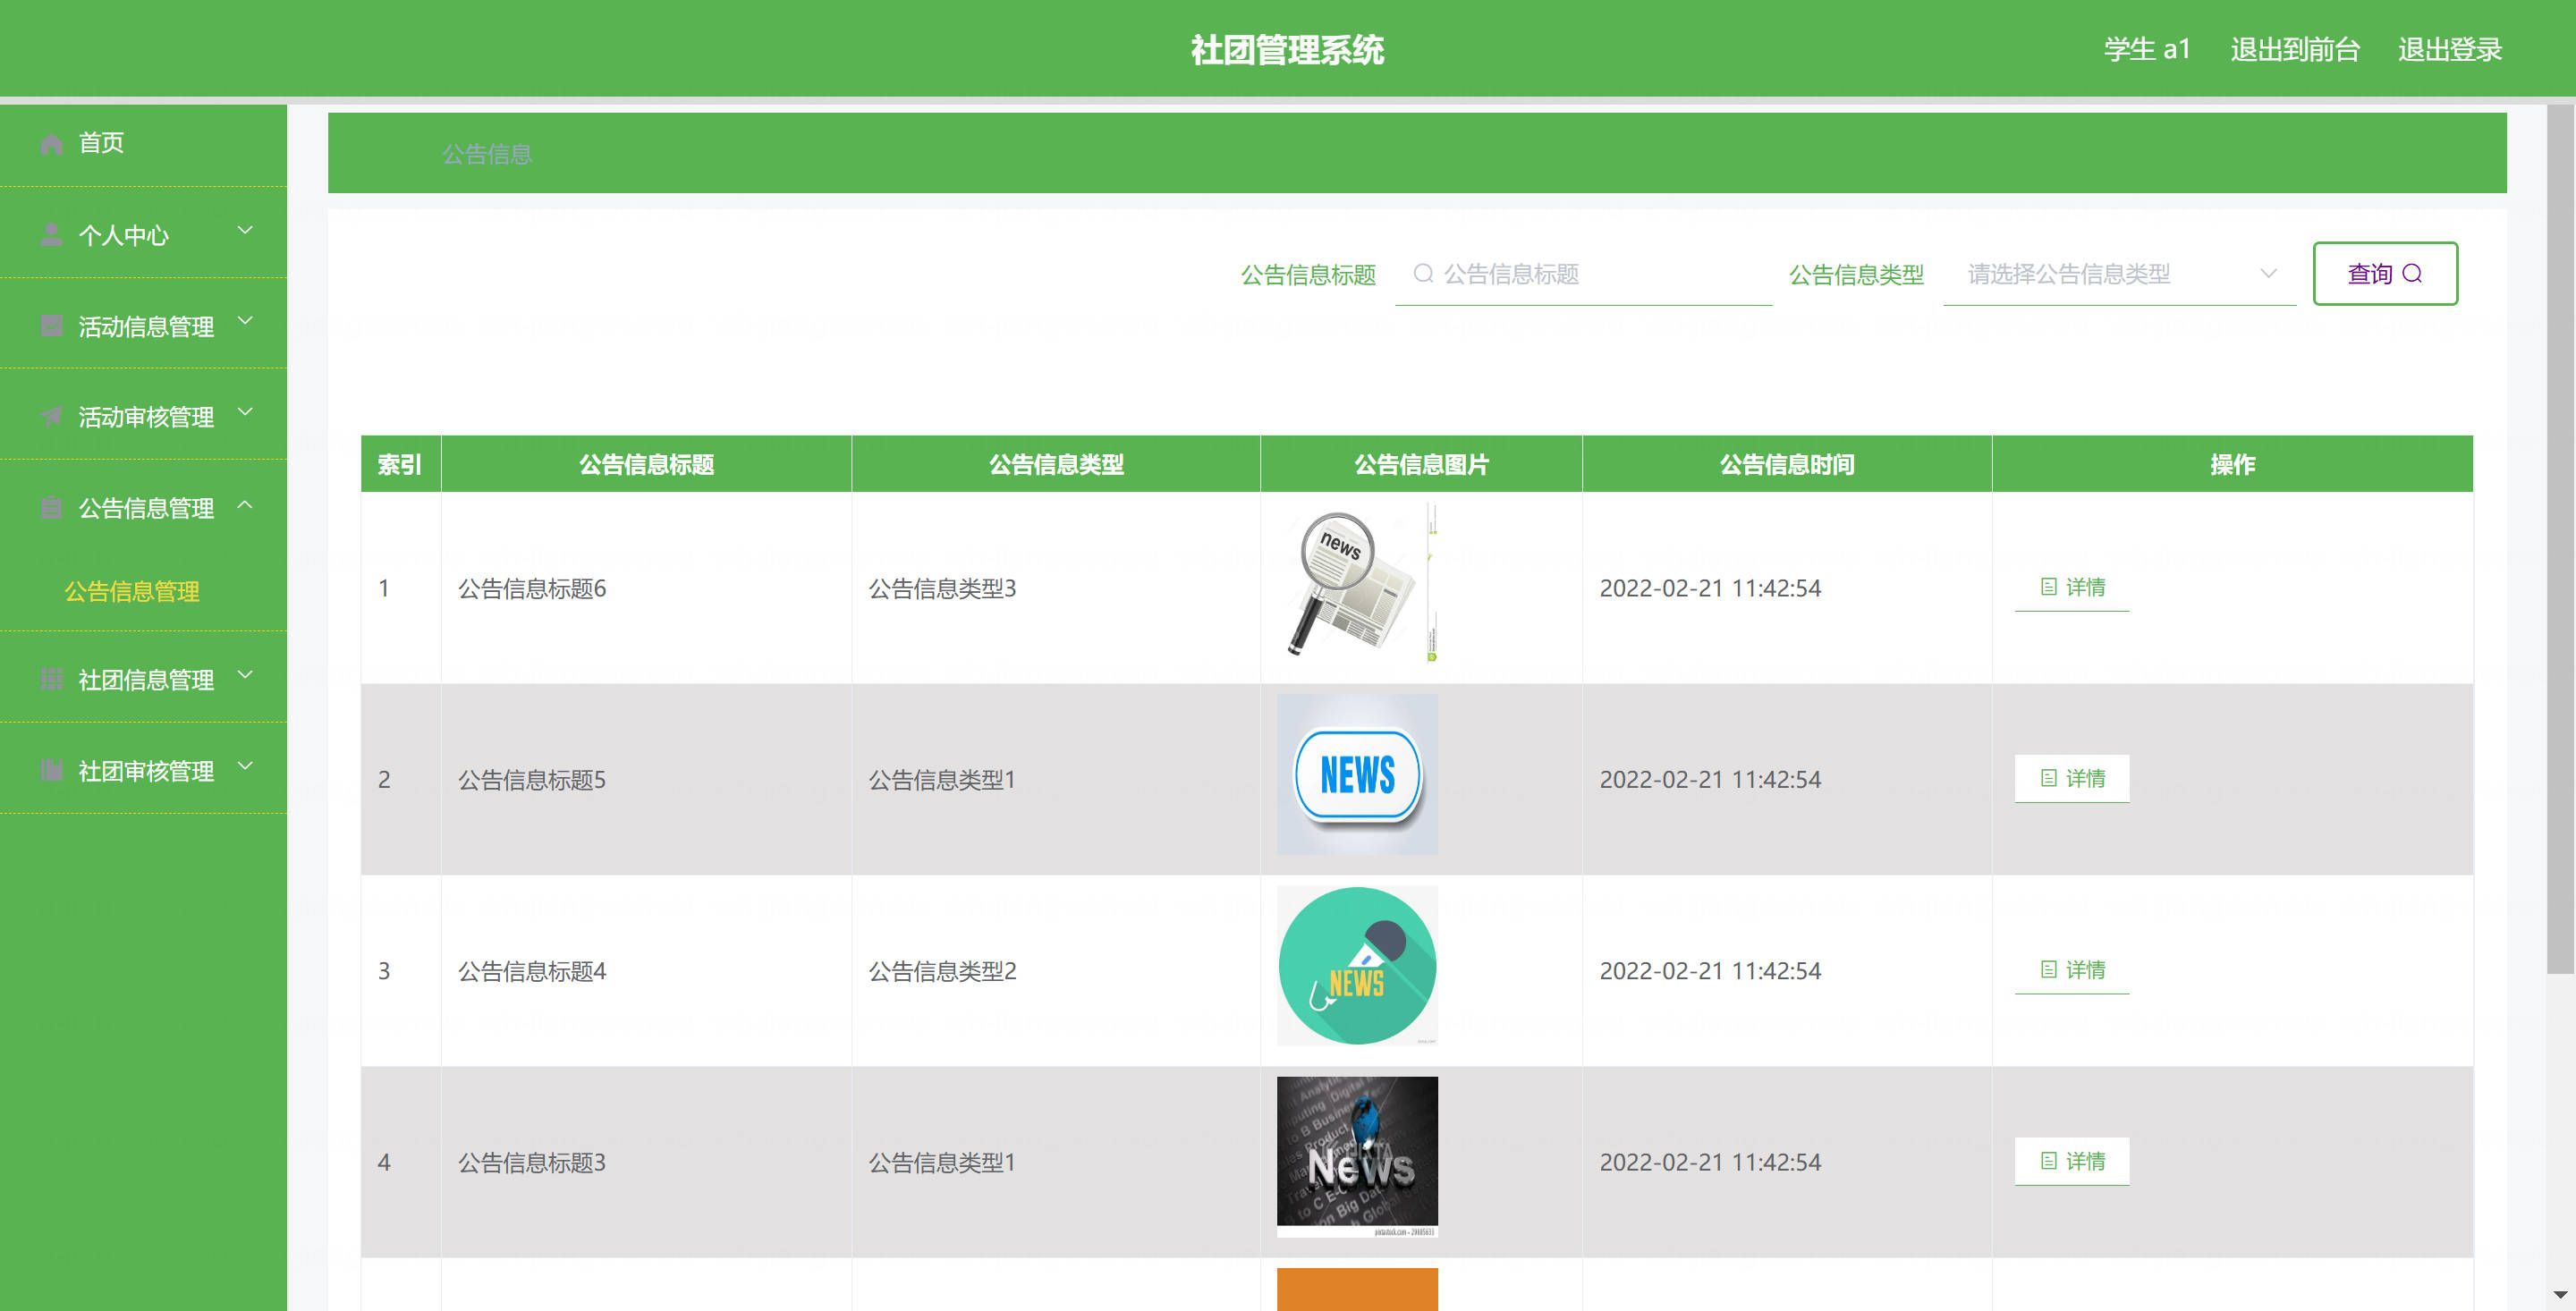 社团管理系统
学生 a1 退出到前台 退出登录
首页
个人中心
活动信息管理
活动审核管理
公告信息管理
公告信息管理
社团信息管理
社团审核管理
公告信息
公告信息标题 公告信息标题 公告信息类型 请选择公告信息类型 查询
索引 公告信息标题 公告信息类型 公告信息图片 公告信息时间 操作
news
1 公告信息标题6 公告信息类型3 2022-02-21 11:42:54 详情
2 公告信息标题5 公告信息类型1 NEWS 2022-02-21 11:42:54 详情
3 公告信息标题4 公告信息类型2 NEWS 2022-02-21 11:42:54 详情
4 公告信息标题3 公告信息类型1 News 2022-02-21 11:42:54 详情